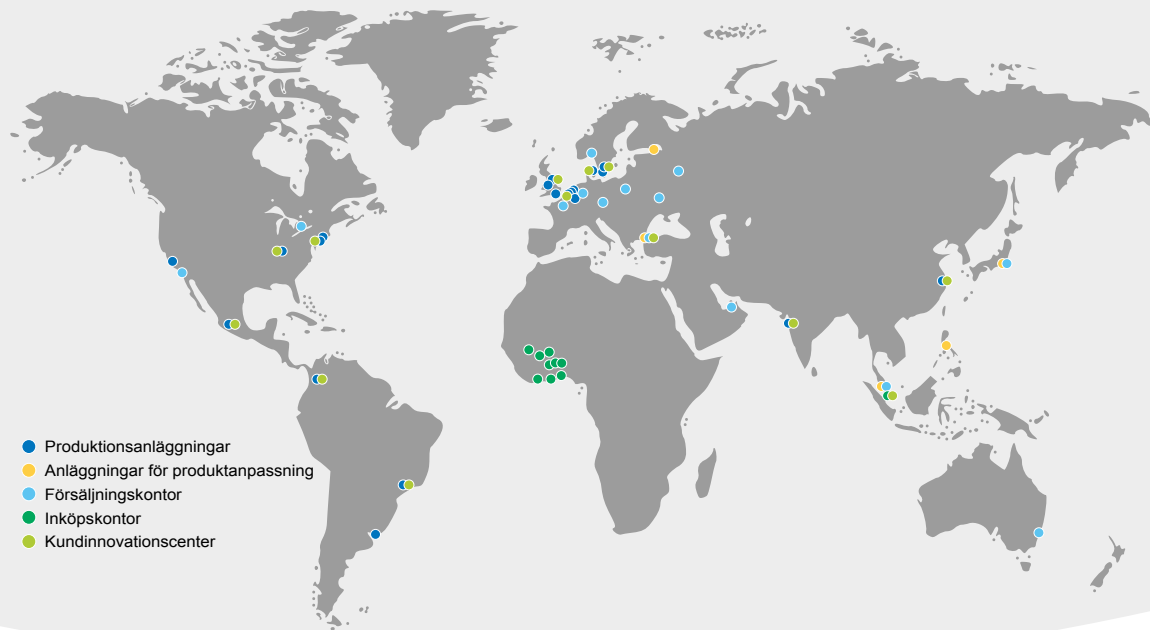 Produktionsanläggningar
Anläggningar för produktanpassning
Försäljningskontor
Inköpskontor
Kundinnovationscenter